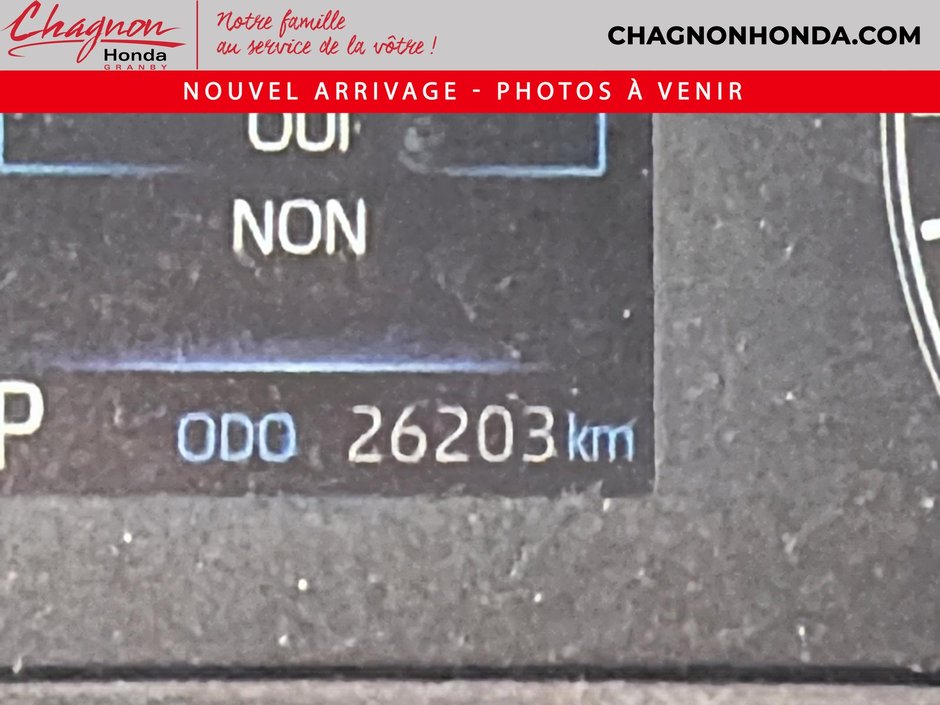 Chagnon
Honda
GRANBY
Notre famille
au service de la vôtre !
CHAGNONHONDA.COM
NOUVEL ARRIVAGE - PHOTOS À VENIR
OUI
NON
P
ODO 26203 km